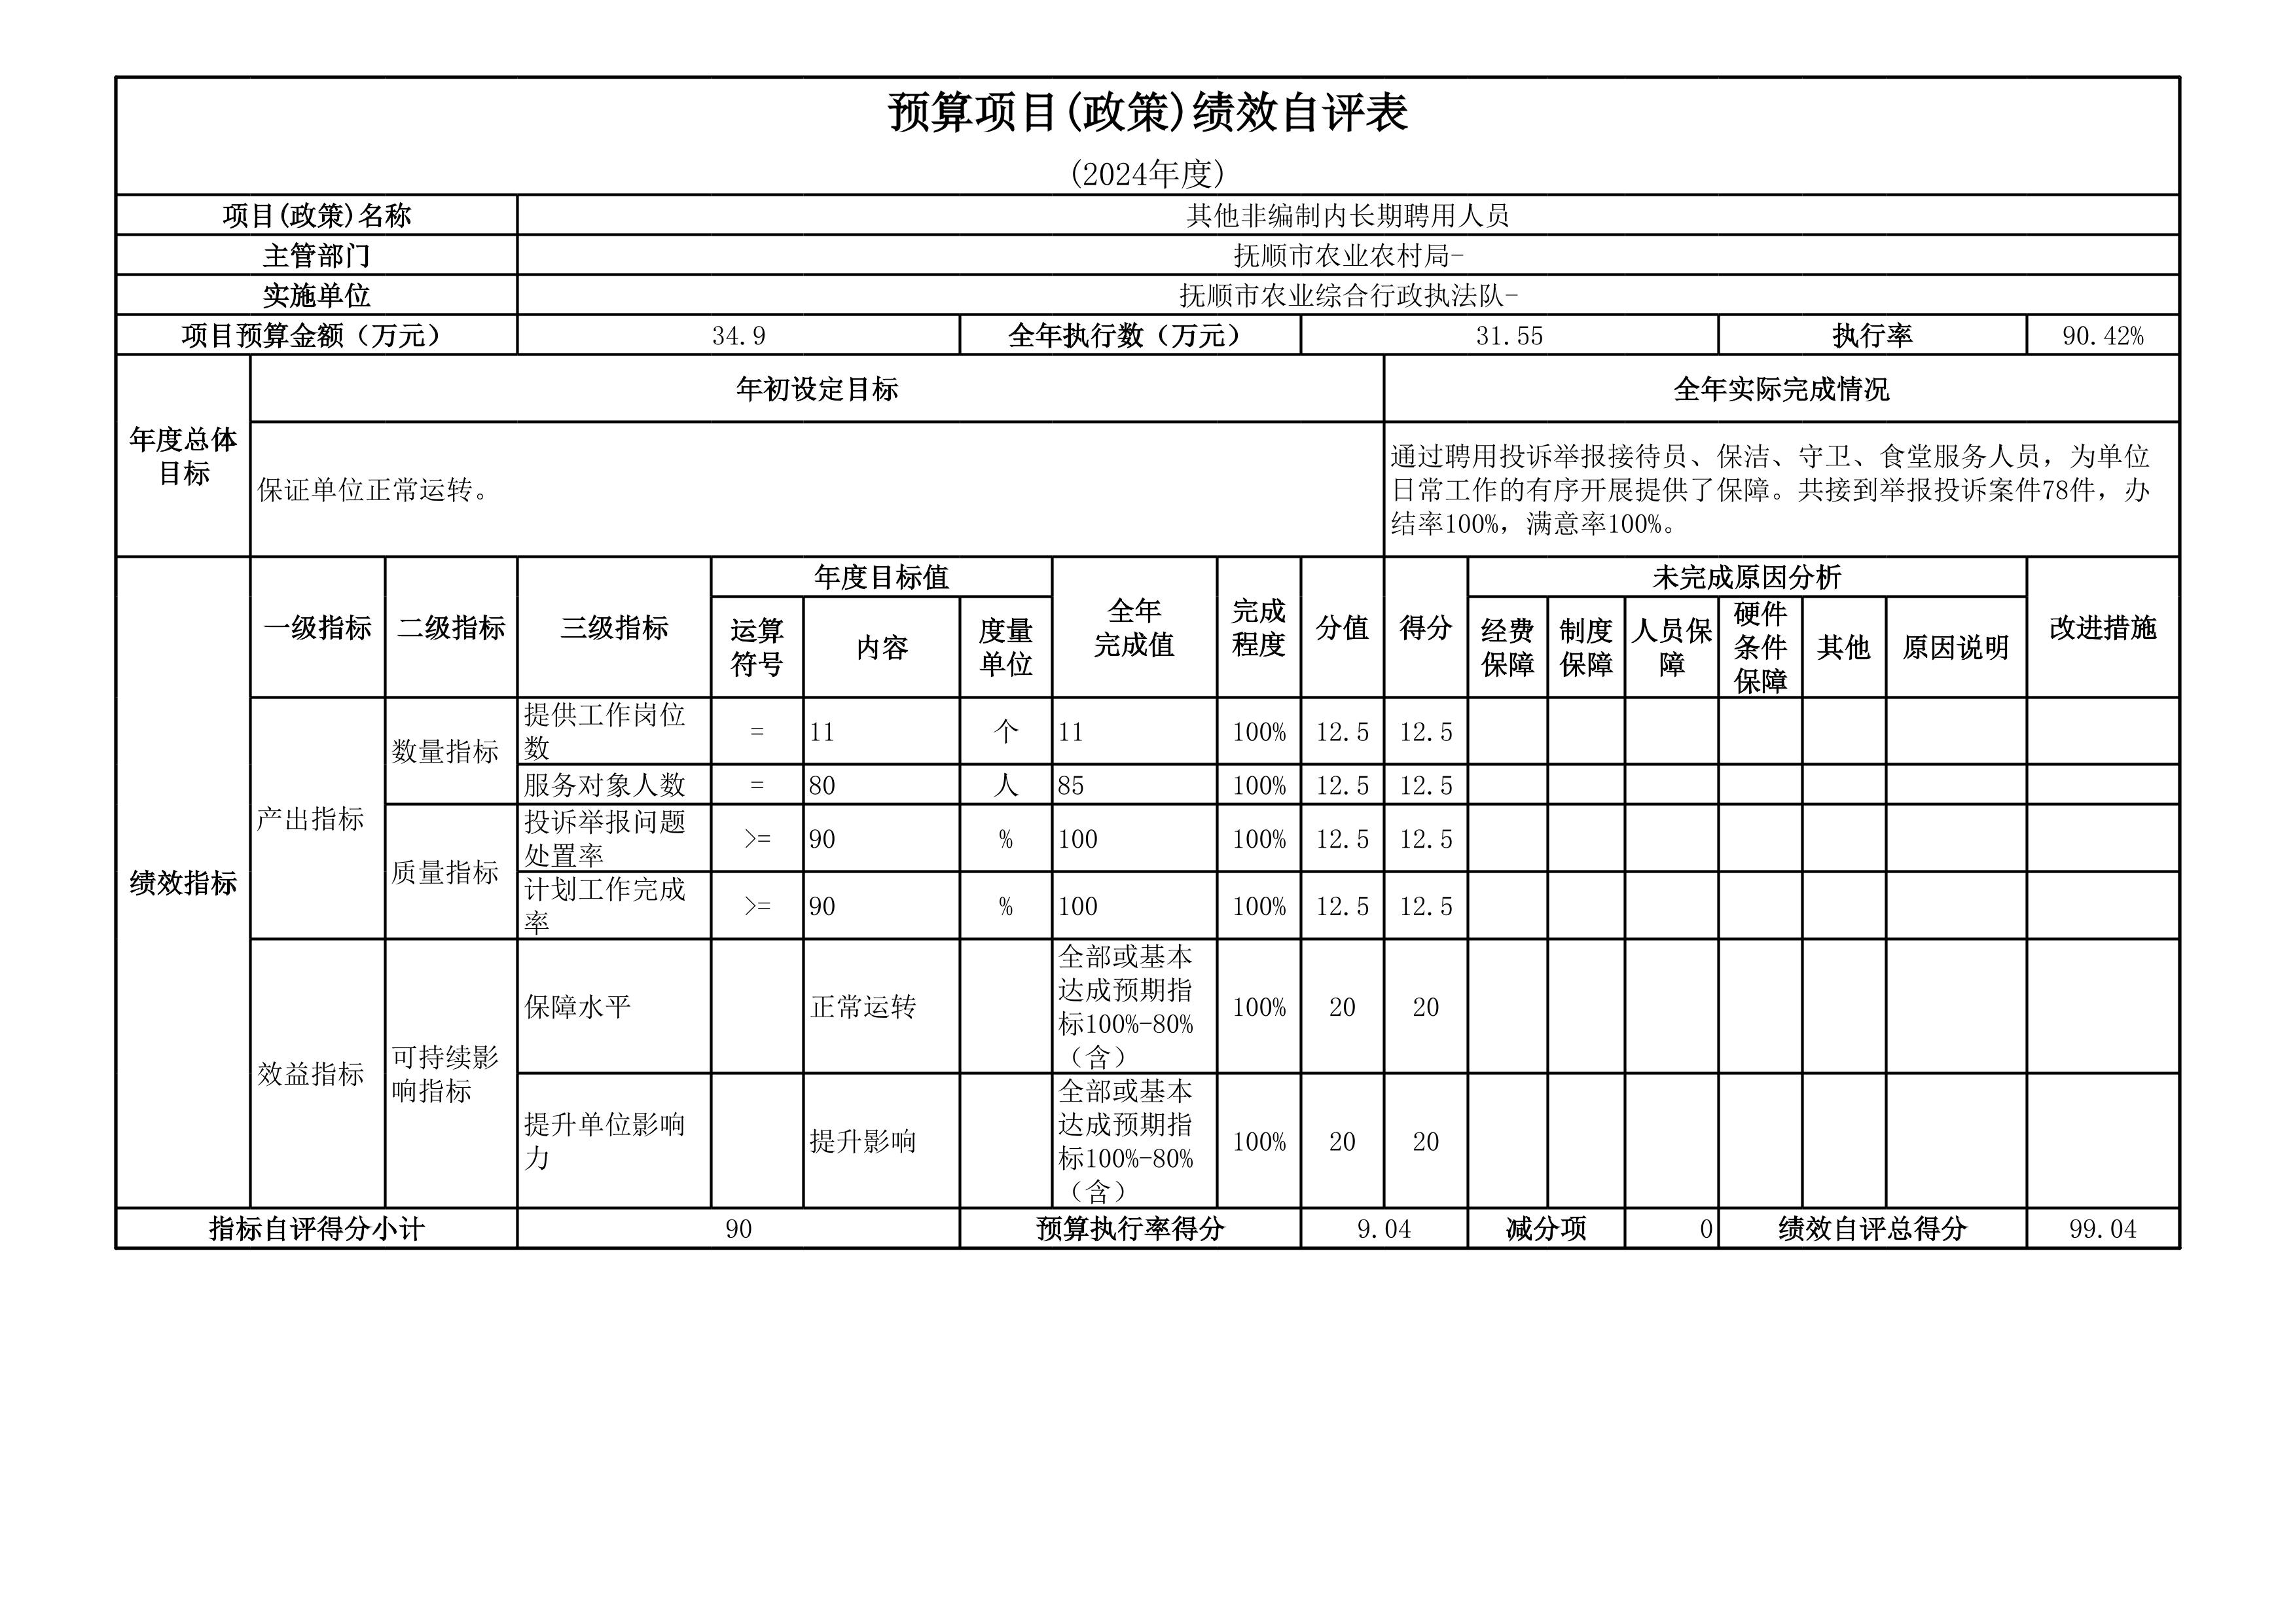 预算项目(政策)绩效自评表
(2024年度)
项目(政策)名称 其他非编制内长期聘用人员
主管部门 抚顺市农业农村局-
实施单位 抚顺市农业综合行政执法队-
项目预算金额（万元） 34.9 全年执行数（万元） 31.55 执行率 90.42%
年度总体
目标
年初设定目标 全年实际完成情况
保证单位正常运转。
通过聘用投诉举报接待员、保洁、守卫、食堂服务人员，为单位
日常工作的有序开展提供了保障。共接到举报投诉案件78件，办
结率100%，满意率100%。
绩效指标
一级指标 二级指标 三级指标
年度目标值
运算
符号
内容
度量
单位
全年
完成值
完成
程度
分值 得分
未完成原因分析
经费
保障
制度
保障
人员保
障
硬件
条件
保障
其他 原因说明
改进措施
产出指标
数量指标
提供工作岗位
数
= 11 个 11 100% 12.5 12.5
服务对象人数 = 80 人 85 100% 12.5 12.5
质量指标
投诉举报问题
处置率
>= 90 % 100 100% 12.5 12.5
计划工作完成
率
>= 90 % 100 100% 12.5 12.5
效益指标
可持续影
响指标
保障水平 正常运转
全部或基本
达成预期指
标100%-80%
（含）
100% 20 20
提升单位影响
力
提升影响
全部或基本
达成预期指
标100%-80%
（含）
100% 20 20
指标自评得分小计 90 预算执行率得分 9.04 减分项 0 绩效自评总得分 99.04